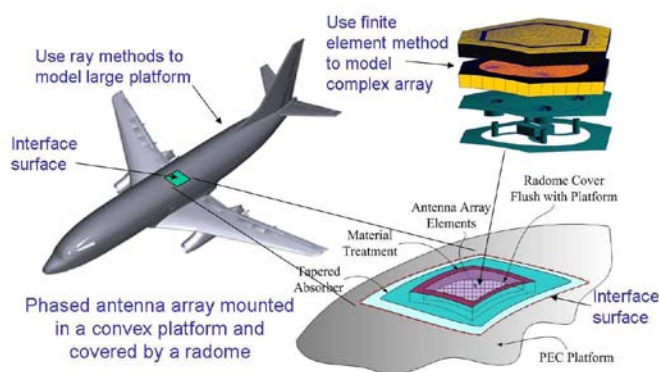 Use ray methods to
model large platform
Use finite
element method
to model
complex array
Interface
surface
Radome Cover
Flush with Platform
Antenna Array
Elements
Material
Treatment
Tapered
Absorber
Interface
surface
Phased antenna array mounted
in a convex platform and
covered by a radome
PEC Platform